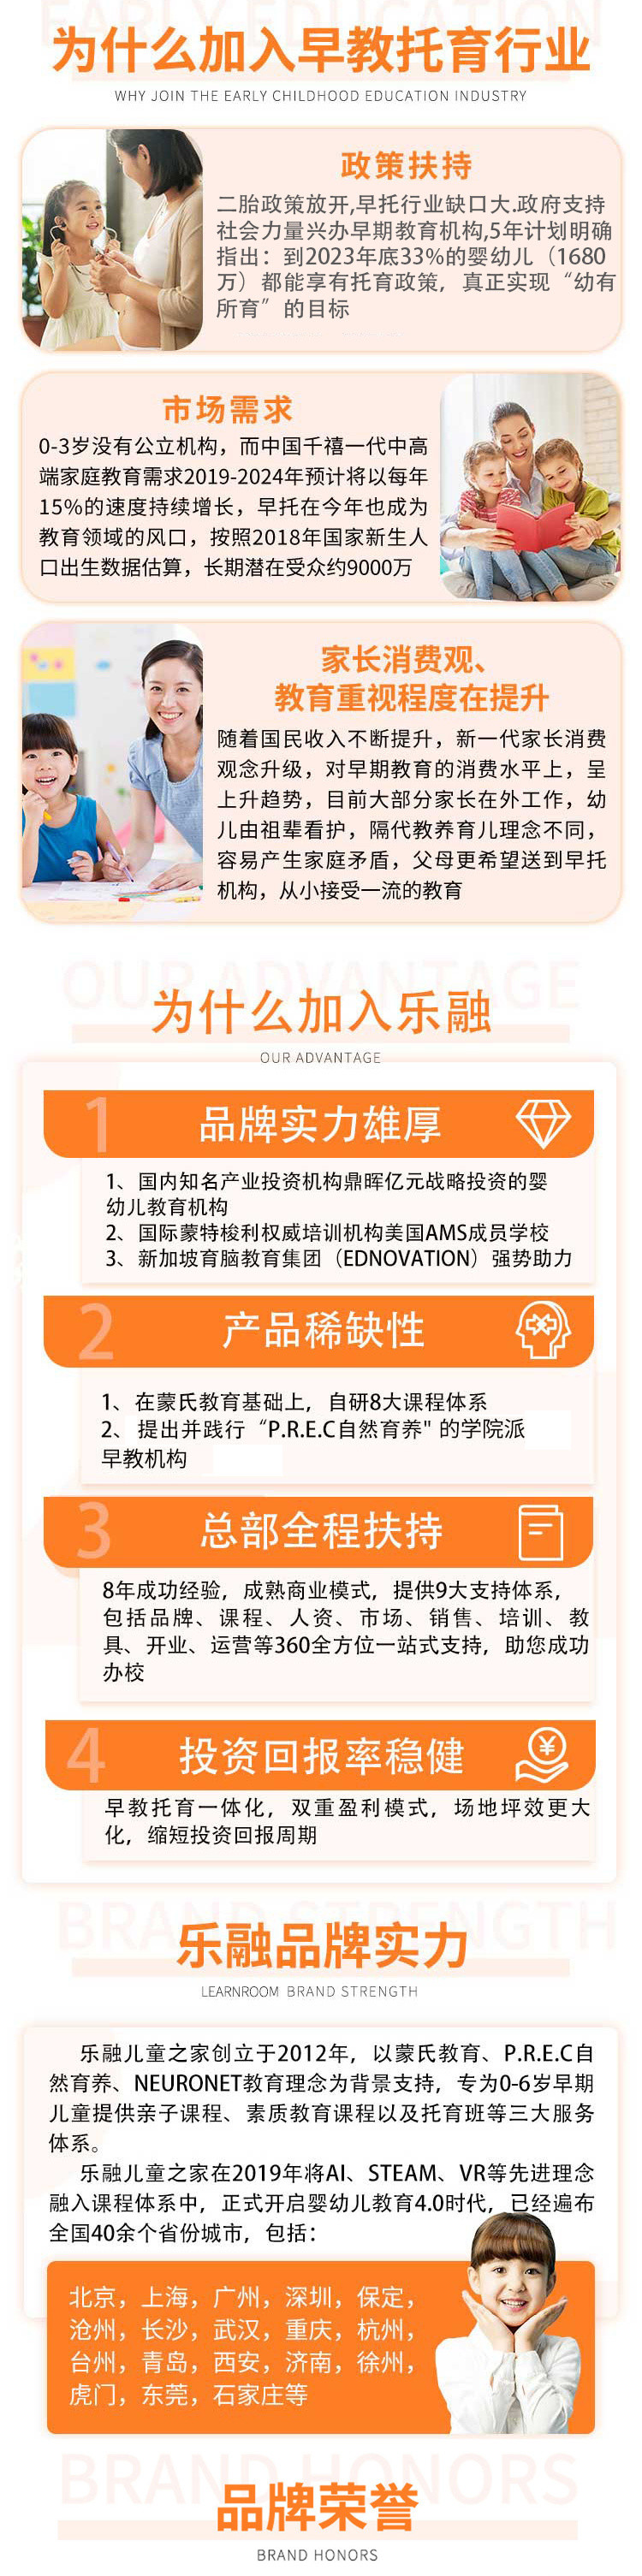 EARLY EDUCATION
为什么加入早教托育行业
WHY JOIN THE EARLY CHILDHOOD EDUCATION INDUSTRY
政策扶持
二胎政策放开,早托行业缺口大.政府支持
社会力量兴办早期教育机构,5年计划明确
指出：到2023年底33%的婴幼儿（1680
万）都能享有托育政策，真正实现“幼有
所育”的目标
市场需求
0-3岁没有公立机构，而中国千禧一代中高
端家庭教育需求2019-2024年预计将以每年
15%的速度持续增长，早托在今年也成为
教育领域的风口，按照2018年国家新生人
口出生数据估算，长期潜在受众约9000万
家长消费观、
教育重视程度在提升
随着国民收入不断提升，新一代家长消费
观念升级，对早期教育的消费水平上，呈
上升趋势，目前大部分家长在外工作，幼
儿由祖辈看护，隔代教养育儿理念不同，
容易产生家庭矛盾，父母更希望送到早托
机构，从小接受一流的教育
OUR ADVANTAGE
为什么加入乐融
OUR ADVANTAGE
1 品牌实力雄厚
1、国内知名产业投资机构鼎晖亿元战略投资的婴
幼儿教育机构
2、国际蒙特梭利权威培训机构美国AMS成员学校
3、新加坡育脑教育集团（EDNOVATION）强势助力
2 产品稀缺性
1、在蒙氏教育基础上，自研8大课程体系
2、提出并践行“P.R.E.C自然育养"的学院派
早教机构
3 总部全程扶持
8年成功经验，成熟商业模式，提供9大支持体系，
包括品牌、课程、人资、市场、销售、培训、教
具、开业、运营等360全方位一站式支持，助您成功
办校
4 投资回报率稳健
早教托育一体化，双重盈利模式，场地坪效更大
化，缩短投资回报周期
BRAND STRENGTH
乐融品牌实力
LEARNROOM BRAND STRENGTH
乐融儿童之家创立于2012年，以蒙氏教育、P.R.E.C自
然育养、NEURONET教育理念为背景支持，专为0-6岁早期
儿童提供亲子课程、素质教育课程以及托育班等三大服务
体系。
乐融儿童之家在2019年将AI、STEAM、VR等先进理念
融入课程体系中，正式开启婴幼儿教育4.0时代，已经遍布
全国40余个省份城市，包括：
北京，上海，广州，深圳，保定，
沧州，长沙，武汉，重庆，杭州，
台州，青岛，西安，济南，徐州，
虎门，东莞，石家庄等
BRAND HONORS
品牌荣誉
BRAND HONORS